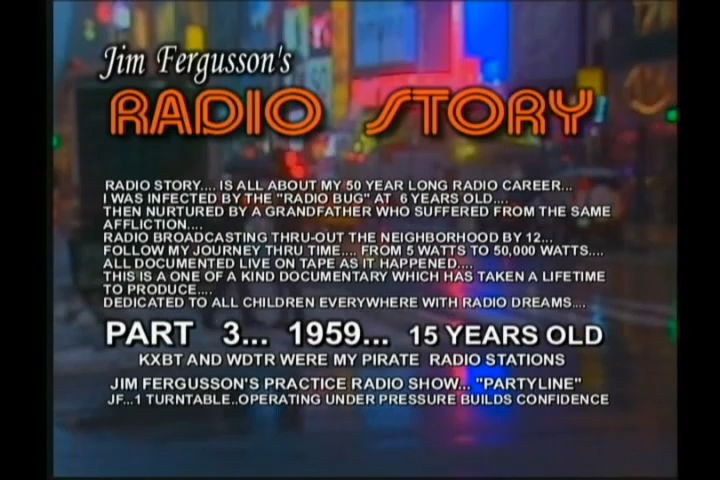 Jim Fergusson's
RADIO STORY
RADIO STORY.... IS ALL ABOUT MY 50 YEAR LONG RADIO CAREER...
I WAS INFECTED BY THE "RADIO BUG" AT 6 YEARS OLD....
THEN NURTURED BY A GRANDFATHER WHO SUFFERED FROM THE SAME
AFFLICTION....
RADIO BROADCASTING THRU-OUT THE NEIGHBORHOOD BY 12...
FOLLOW MY JOURNEY THRU TIME.... FROM 5 WATTS TO 50,000 WATTS....
ALL DOCUMENTED LIVE ON TAPE AS IT HAPPENED....
THIS IS A ONE OF A KIND DOCUMENTARY WHICH HAS TAKEN A LIFETIME
TO PRODUCE....
DEDICATED TO ALL CHILDREN EVERYWHERE WITH RADIO DREAMS....
PART 3... 1959... 15 YEARS OLD
KXBT AND WDTR WERE MY PIRATE RADIO STATIONS
JIM FERGUSSON'S PRACTICE RADIO SHOW... "PARTYLINE"
JF...1 TURNTABLE..OPERATING UNDER PRESSURE BUILDS CONFIDENCE